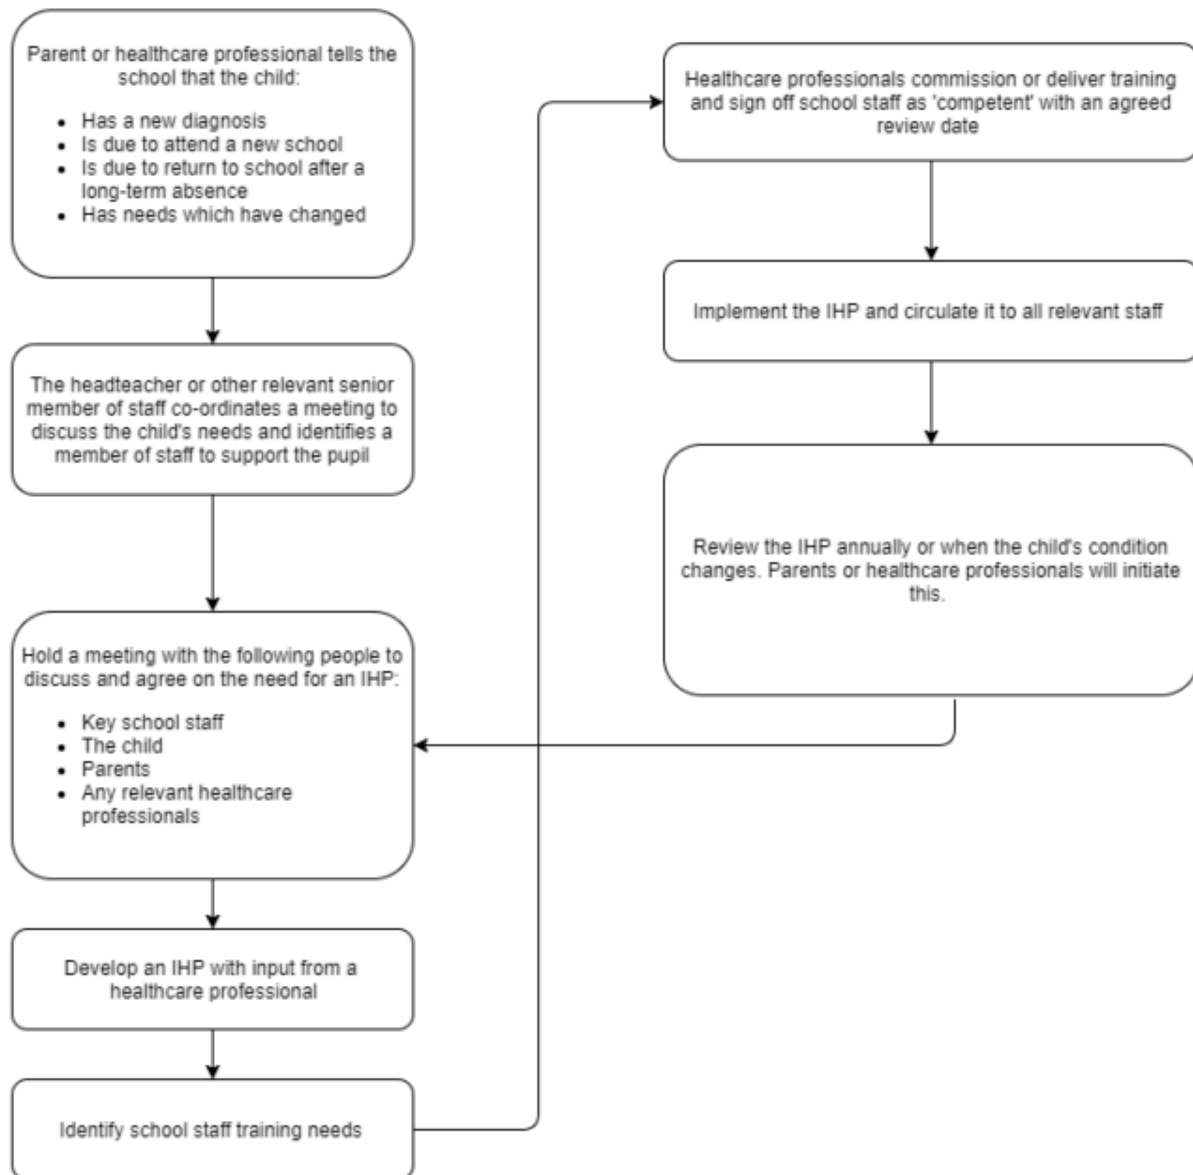 Parent or healthcare professional tells the
school that the child:
• Has a new diagnosis
• Is due to attend a new school
• Is due to return to school after a
long-term absence
• Has needs which have changed
The headteacher or other relevant senior
member of staff co-ordinates a meeting to
discuss the child's needs and identifies a
member of staff to support the pupil
Hold a meeting with the following people to
discuss and agree on the need for an IHP:
• Key school staff
• The child
• Parents
• Any relevant healthcare
professionals
Develop an IHP with input from a
healthcare professional
Identify school staff training needs
Healthcare professionals commission or deliver training
and sign off school staff as 'competent' with an agreed
review date
Implement the IHP and circulate it to all relevant staff
Review the IHP annually or when the child's condition
changes. Parents or healthcare professionals will initiate
this.